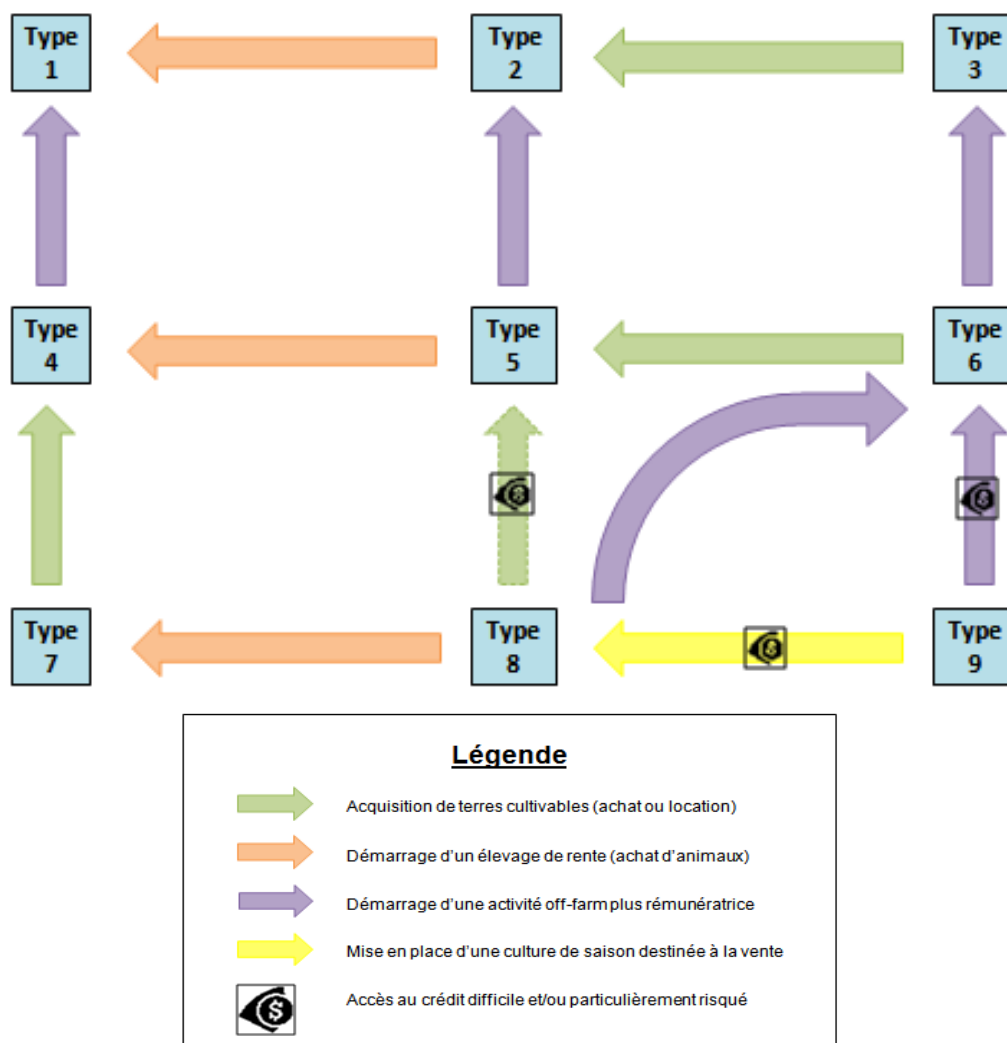 Type
1
Type
2
Type
3
Type
4
Type
5
Type
6
Type
7
Type
8
Type
9
Légende
Acquisition de terres cultivables (achat ou location)
Démarrage d'un élevage de rente (achat d'animaux)
Démarrage d'une activité off-farm plus rémunératrice
Mise en place d'une culture de saison destinée à la vente
$
Accès au crédit difficile et/ou particulièrement risqué